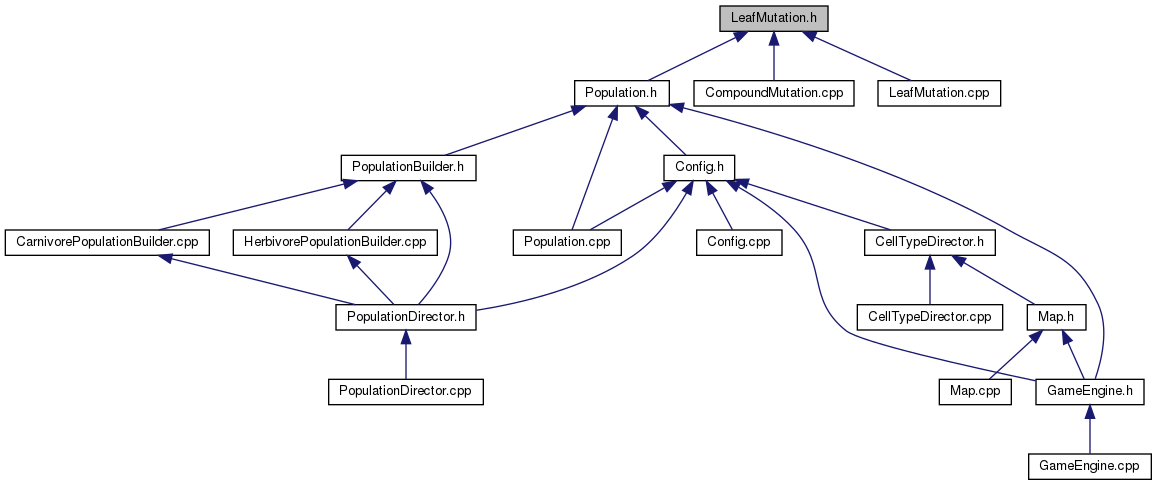 LeafMutation.h
Population.h
CompoundMutation.cpp
LeafMutation.cpp
PopulationBuilder.h
Config.h
CarnivorePopulationBuilder.cpp
HerbivorePopulationBuilder.cpp
Population.cpp
Config.cpp
CellTypeDirector.h
PopulationDirector.h
CellTypeDirector.cpp
Map.h
PopulationDirector.cpp
Map.cpp
GameEngine.h
GameEngine.cpp